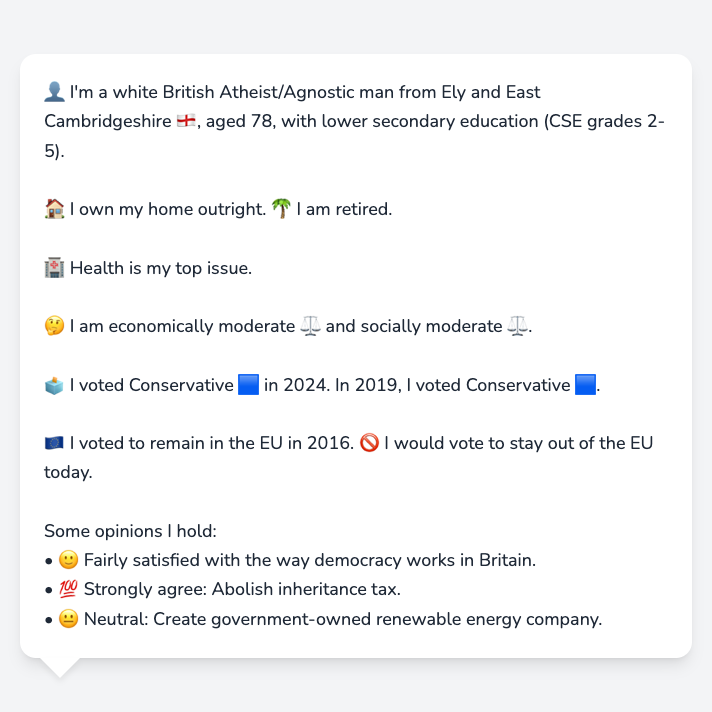 👤 I'm a white British Atheist/Agnostic man from Ely and East
Cambridgeshire 🏴󠁧󠁢󠁥󠁮󠁧󠁿, aged 78, with lower secondary education (CSE grades 2-
5).
🏠 I own my home outright. 🌴 I am retired.
🏥 Health is my top issue.
🤔 I am economically moderate ⚖️ and socially moderate ⚖️.
🗳️ I voted Conservative 🟦 in 2024. In 2019, I voted Conservative 🟦.
🇪🇺 I voted to remain in the EU in 2016. 🚫 I would vote to stay out of the EU
today.
Some opinions I hold:
• 🙂 Fairly satisfied with the way democracy works in Britain.
• 💯 Strongly agree: Abolish inheritance tax.
• 😐 Neutral: Create government-owned renewable energy company.